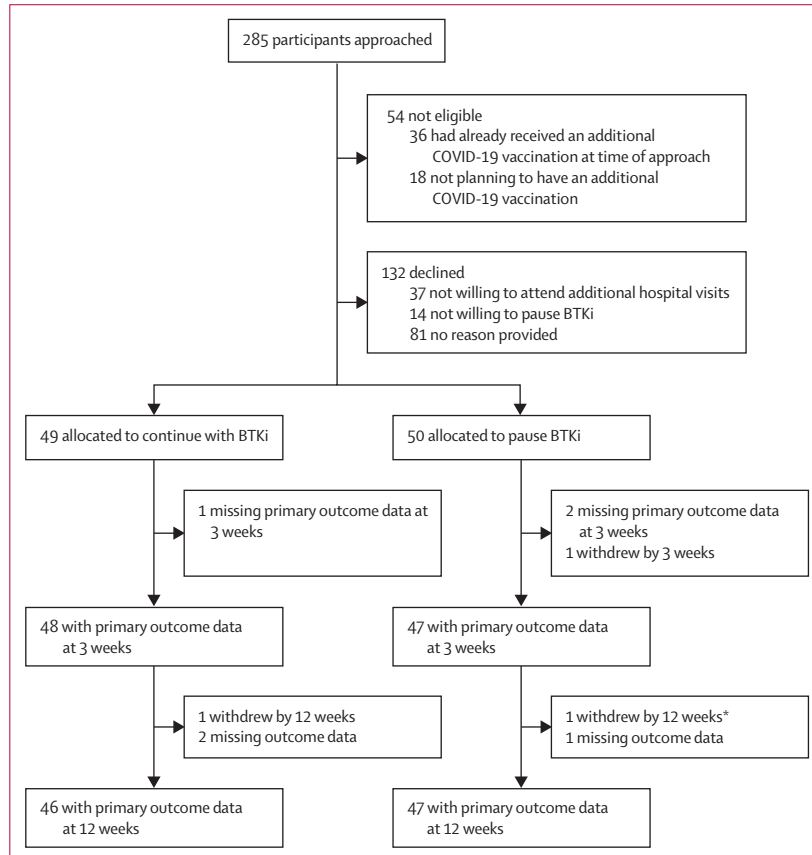 285 participants approached
54 not eligible
36 had already received an additional
COVID-19 vaccination at time of approach
18 not planning to have an additional
COVID-19 vaccination
132 declined
37 not willing to attend additional hospital visits
14 not willing to pause BTKi
81 no reason provided
49 allocated to continue with BTKi
50 allocated to pause BTKi
1 missing primary outcome data at
3 weeks
2 missing primary outcome data
at 3 weeks
1 withdrew by 3 weeks
48 with primary outcome data
at 3 weeks
47 with primary outcome data
at 3 weeks
1 withdrew by 12 weeks
2 missing outcome data
1 withdrew by 12 weeks*
1 missing outcome data
46 with primary outcome data
at 12 weeks
47 with primary outcome data
at 12 weeks